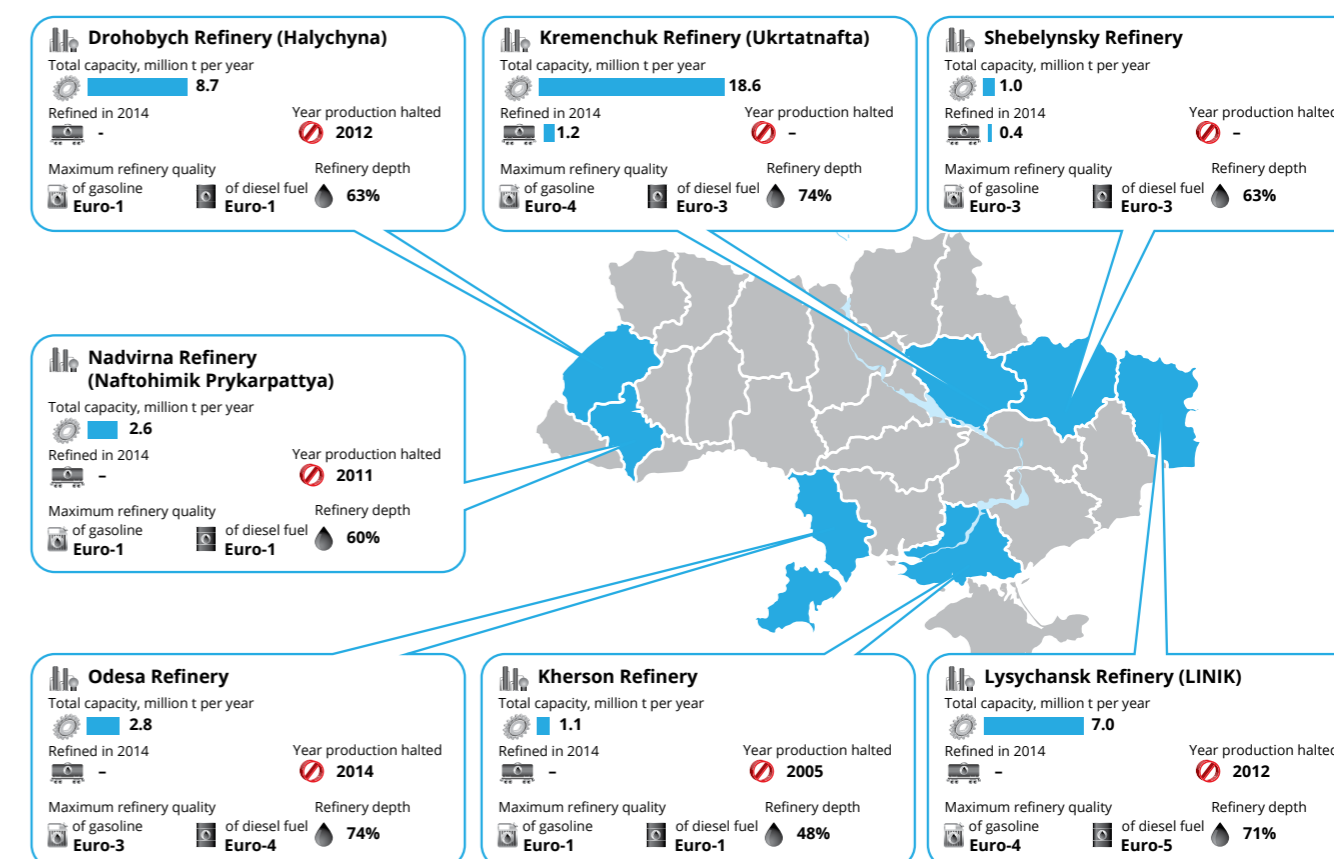 Drohobych Refinery (Halychyna)
Total capacity, million t per year
8.7
Refined in 2014
-
Year production halted
2012
Maximum refinery quality
of gasoline
Euro-1
of diesel fuel
Euro-1
Refinery depth
63%
Kremenchuk Refinery (Ukrtatnafta)
Total capacity, million t per year
18.6
Refined in 2014
1.2
Year production halted
–
Maximum refinery quality
of gasoline
Euro-4
of diesel fuel
Euro-3
Refinery depth
74%
Shebelynsky Refinery
Total capacity, million t per year
1.0
Refined in 2014
0.4
Year production halted
–
Maximum refinery quality
of gasoline
Euro-3
of diesel fuel
Euro-3
Refinery depth
63%
Nadvirna Refinery
(Naftohimik Prykarpattya)
Total capacity, million t per year
2.6
Refined in 2014
–
Year production halted
2011
Maximum refinery quality
of gasoline
Euro-1
of diesel fuel
Euro-1
Refinery depth
60%
Odesa Refinery
Total capacity, million t per year
2.8
Refined in 2014
–
Year production halted
2014
Maximum refinery quality
of gasoline
Euro-3
of diesel fuel
Euro-4
Refinery depth
74%
Kherson Refinery
Total capacity, million t per year
1.1
Refined in 2014
–
Year production halted
2005
Maximum refinery quality
of gasoline
Euro-1
of diesel fuel
Euro-1
Refinery depth
48%
Lysychansk Refinery (LINIK)
Total capacity, million t per year
7.0
Refined in 2014
–
Year production halted
2012
Maximum refinery quality
of gasoline
Euro-4
of diesel fuel
Euro-5
Refinery depth
71%